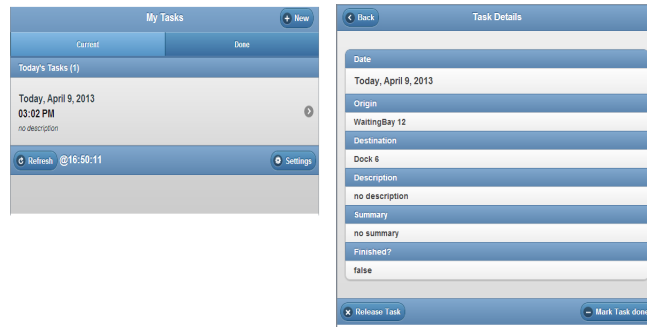 My Tasks
New
Current
Done
Today's Tasks (1)
Today, April 9, 2013
03:02 PM
no description
Refresh @16:50:11
Settings
Back
Task Details
Date
Today, April 9, 2013
Origin
WaitingBay 12
Destination
Dock 6
Description
no description
Summary
no summary
Finished?
false
Release Task
Mark Task done